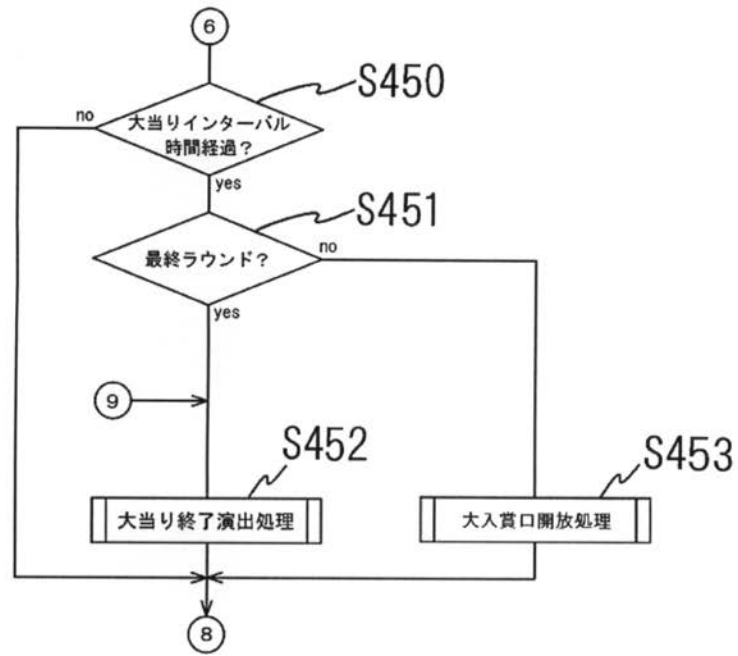 6
S450
no
大当りインターバル
時間経過？
yes
S451
no
最終ラウンド？
yes
9
S452
S453
大当り終了演出処理
大入賞口開放処理
8